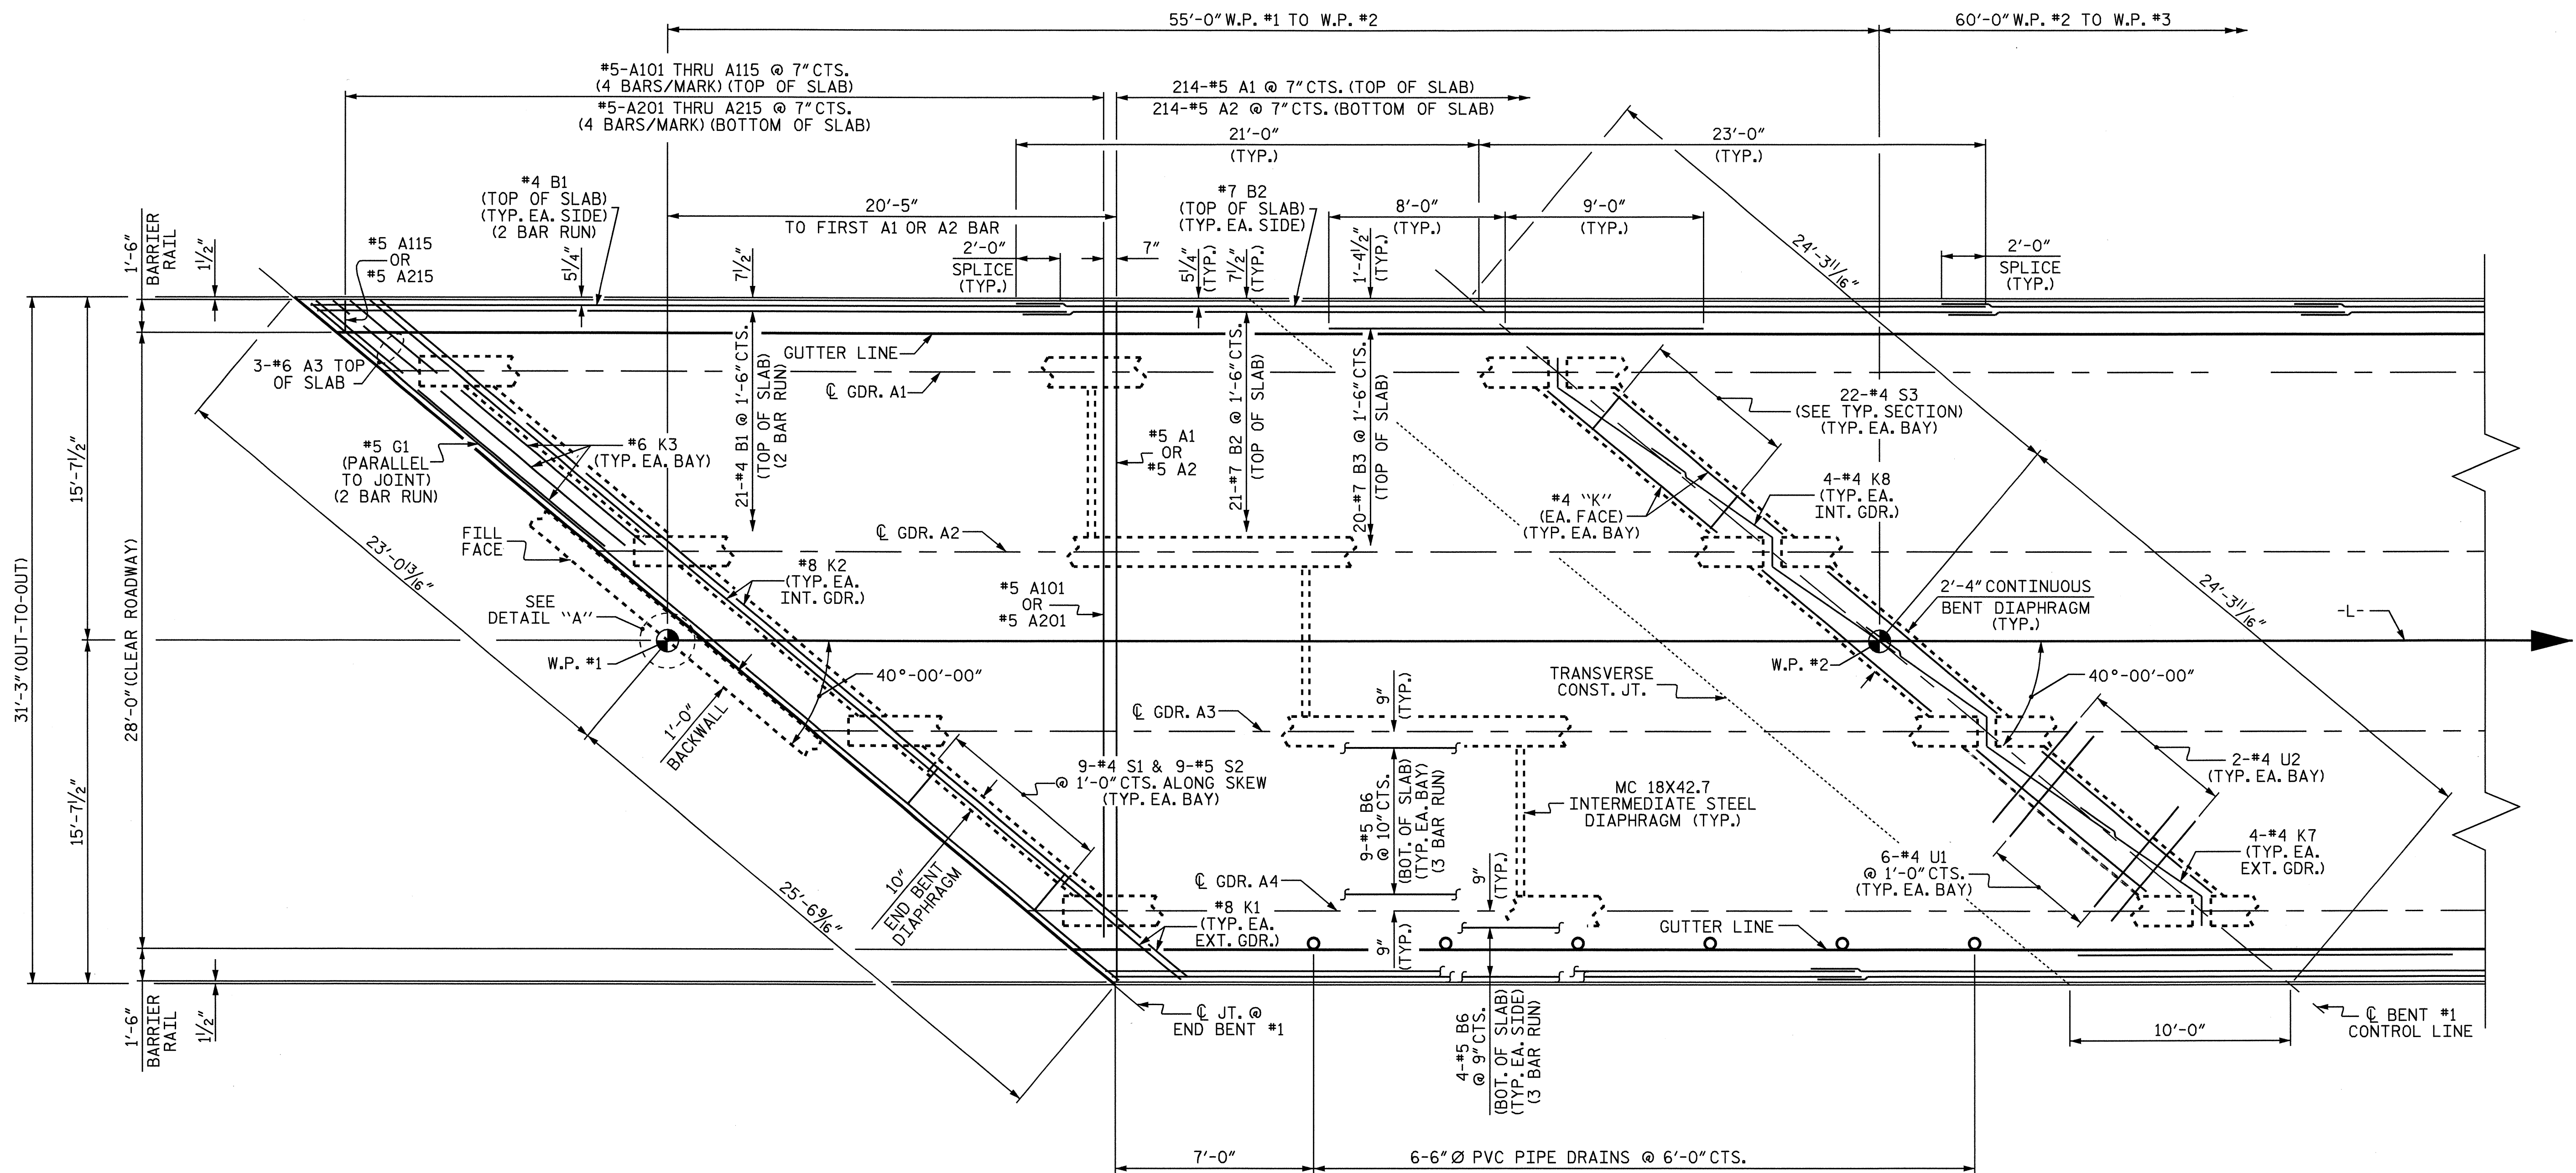 55'-0" W.P. #1 TO W.P. #2
60'-0" W.P. #2 TO W.P. #3
#5-A101 THRU A115 @ 7" CTS.
(4 BARS/MARK) (TOP OF SLAB)
#5-A201 THRU A215 @ 7" CTS.
(4 BARS/MARK) (BOTTOM OF SLAB)
214-#5 A1 @ 7" CTS. (TOP OF SLAB)
214-#5 A2 @ 7" CTS. (BOTTOM OF SLAB)
21'-0"
(TYP.)
23'-0"
(TYP.)
#4 B1
(TOP OF SLAB)
(TYP. EA. SIDE)
(2 BAR RUN)
20'-5"
TO FIRST A1 OR A2 BAR
#7 B2
(TOP OF SLAB)
(TYP. EA. SIDE)
8'-0"
(TYP.)
9'-0"
(TYP.)
1'-6"
BARRIER
RAIL
1½"
#5 A115
OR
#5 A215
5¼"
7½"
2'-0"
SPLICE
(TYP.)
7"
5¼"
(TYP.)
7½"
(TYP.)
1'-4½"
(TYP.)
24'-3¹¹⁄₁₆"
2'-0"
SPLICE
(TYP.)
3-#6 A3 TOP
OF SLAB
GUTTER LINE
℄ GDR. A1
21-#4 B1 @ 1'-6" CTS.
(TOP OF SLAB)
(2 BAR RUN)
21-#7 B2 @ 1'-6" CTS.
(TOP OF SLAB)
20-#7 B3 @ 1'-6" CTS.
(TOP OF SLAB)
22-#4 S3
(SEE TYP. SECTION)
(TYP. EA. BAY)
#5 G1
(PARALLEL
TO JOINT)
(2 BAR RUN)
#6 K3
(TYP. EA. BAY)
#5 A1
OR
#5 A2
#4 "K"
(EA. FACE)
(TYP. EA. BAY)
4-#4 K8
(TYP. EA.
INT. GDR.)
15'-7½"
31'-3" (OUT-TO-OUT)
28'-0" (CLEAR ROADWAY)
FILL
FACE
23'-0¹³⁄₁₆"
℄ GDR. A2
#8 K2
(TYP. EA.
INT. GDR.)
SEE
DETAIL "A"
#5 A101
OR
#5 A201
2'-4" CONTINUOUS
BENT DIAPHRAGM
(TYP.)
24'-3¹¹⁄₁₆"
-L-
W.P. #1
W.P. #2
40°-00'-00"
TRANSVERSE
CONST. JT.
40°-00'-00"
1'-0"
BACKWALL
℄ GDR. A3
9"
(TYP.)
15'-7½"
9-#4 S1 & 9-#5 S2
@ 1'-0" CTS. ALONG SKEW
(TYP. EA. BAY)
9-#5 B6
@ 10" CTS.
(BOT. OF SLAB)
(TYP. EA. BAY)
(3 BAR RUN)
MC 18X42.7
INTERMEDIATE STEEL
DIAPHRAGM (TYP.)
2-#4 U2
(TYP. EA. BAY)
25'-6⁹⁄₁₆"
10"
END BENT
DIAPHRAGM
℄ GDR. A4
#8 K1
(TYP. EA.
EXT. GDR.)
9"
(TYP.)
9"
(TYP.)
6-#4 U1
@ 1'-0" CTS.
(TYP. EA. BAY)
4-#4 K7
(TYP. EA.
EXT. GDR.)
GUTTER LINE
1'-6"
BARRIER
RAIL
1½"
℄ JT. @
END BENT #1
4-#5 B6
@ 9" CTS.
(BOT. OF SLAB)
(TYP. EA. SIDE)
(3 BAR RUN)
10'-0"
℄ BENT #1
CONTROL LINE
7'-0"
6-6" Ø PVC PIPE DRAINS @ 6'-0" CTS.